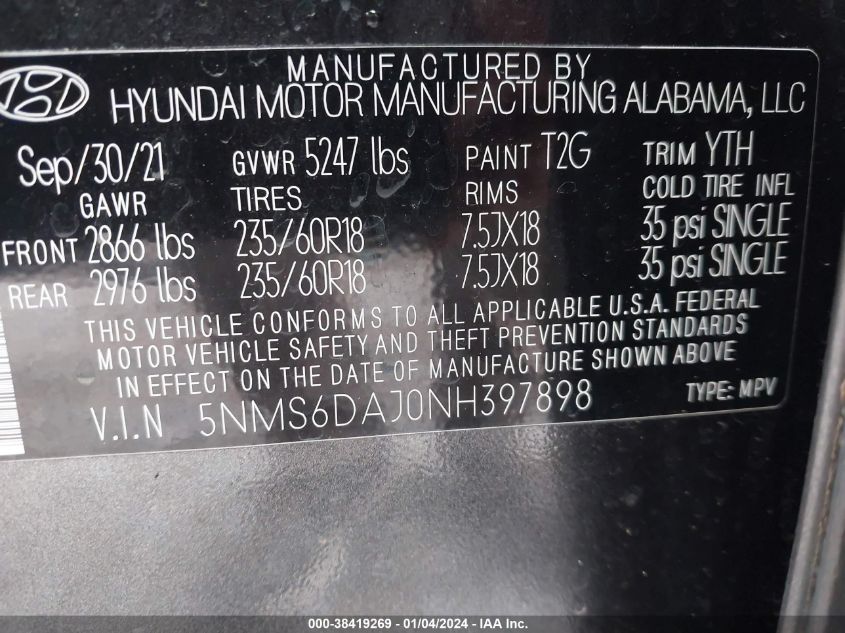 MANUFACTURED BY
HYUNDAI MOTOR MANUFACTURING ALABAMA, LLC
Sep/30/21 GVWR 5247 lbs PAINT T2G TRIM YTH
GAWR TIRES RIMS COLD TIRE INFL
FRONT 2866 lbs 235/60R18 7.5JX18 35 psi SINGLE
REAR 2976 lbs 235/60R18 7.5JX18 35 psi SINGLE
THIS VEHICLE CONFORMS TO ALL APPLICABLE U.S.A. FEDERAL
MOTOR VEHICLE SAFETY AND THEFT PREVENTION STANDARDS
IN EFFECT ON THE DATE OF MANUFACTURE SHOWN ABOVE
V.I.N 5NMS6DAJ0NH397898 TYPE: MPV
000-38419269 - 01/04/2024 - IAA Inc.